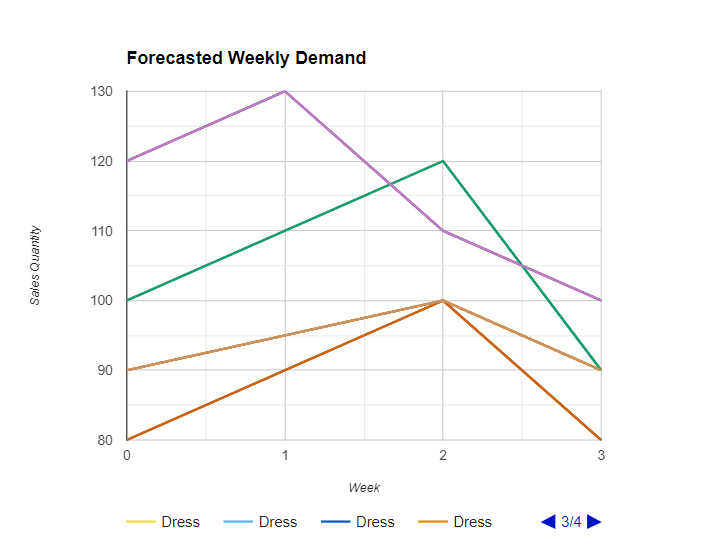 Forecasted Weekly Demand
130
120
110
100
90
80
Sales Quantity
0 1 2 3
Week
Dress Dress Dress Dress 3/4